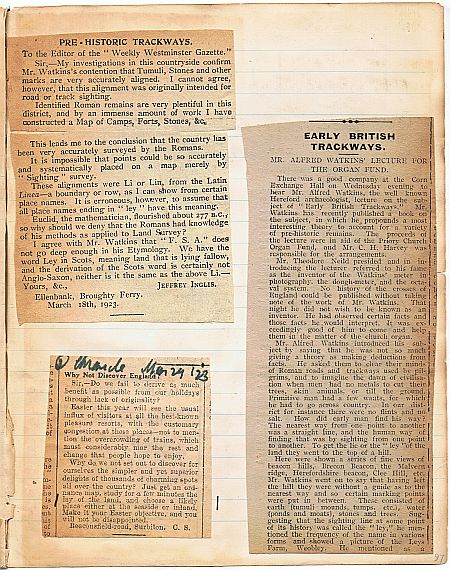 PRE-HISTORIC TRACKWAYS.
To the Editor of the "Weekly Westminster Gazette."
Sir,—My investigations in this countryside confirm
Mr. Watkins's contention that Tumuli, Stones and other
marks are very accurately aligned. I cannot agree,
however, that this alignment was originally intended for
road or track sighting.
Identified Roman remains are very plentiful in this
district, and by an immense amount of work I have
constructed a Map of Camps, Forts, Stones, &c.
This leads me to the conclusion that the country has
been very accurately surveyed by the Romans.
It is impossible that points could be so accurately
and systematically placed on a map merely by
"Sighting" survey.
These alignments were Li or Lin, from the Latin
Linea—a boundary or row, as I can show from certain
place names. It is erroneous, however, to assume that
all place names ending in "ley" have this meaning.
Euclid, the mathematician, flourished about 277 B.C.,
so why should we deny that the Romans had knowledge
of his methods as applied to Land Survey?
I agree with Mr. Watkins that "F. S. A." does
not go deep enough in his Etymology. We have the
word Ley in Scots, meaning land that is lying fallow,
and the derivation of the Scots word is certainly not
Anglo-Saxon, neither is it the same as the above Li.—
Yours, &c., JEFFREY INGLIS.
Ellenbank, Broughty Ferry.
March 18th, 1923.
Chronicle Mar 29 '23
Why Not Discover England?
Sir,—Do we fail to derive as much
benefit as possible from our holidays
through lack of originality?
Easter this year will see the usual
influx of visitors at all the best-known
pleasure resorts, with the customary
congestion at these places—not to men-
tion the overcrowding of trains, which
must considerably mar the rest and
change that people hope to enjoy.
Why do we not set out to discover for
ourselves the simpler and yet superior
delights of thousands of charming spots
all over the country? Just get an ord-
nance map, study for a few minutes the
lay of the land, and choose a likely
place either at the seaside or inland.
Make it your Easter objective, and you
will not be disappointed.
Beaconsfield-road, Surbiton. C. S.
EARLY BRITISH
TRACKWAYS.
MR. ALFRED WATKINS' LECTURE FOR
THE ORGAN FUND.
There was a good company at the Corn
Exchange Hall on Wednesday evening to
hear Mr. Alfred Watkins, the well known
Hereford archæologist, lecture on the sub-
ject of "Early British Trackways." Mr.
Watkins has recently published a book on
the subject, in which he propounds a most
interesting theory to account for a variety
of pre-historic remains. The proceeds of
the lecture were in aid of the Priory Church
Organ Fund, and Mr. C. H. Harvey was
responsible for the arrangements.
Mr. Theodore Neild presided and in in-
troducing the lecturer referred to his fame
as the inventor of the Watkins' meter in
photography, the dough-meter, and the octa-
val system. No history of the crosses of
England could be published without taking
note of the work of Mr. Watkins. That
night he did not wish to be known as an
inventor. He had observed certain facts and
those facts he would interpret. It was ex-
ceedingly good of him to come and help
them in the matter of the church organ.
Mr. Alfred Watkins introduced his sub-
ject by saying that he was not so much
giving a theory as making deductions from
facts. He asked them to clear the mind
of Roman roads and trackways used by pil-
grims, and to picture the dawn of civilisa-
tion when men had no metals to cut their
trees, skin animals, or till the ground.
Primitive man had a few wants, for which
he had to go across country. In our dist-
rict for instance there were no flints and no
salt. How did early man find his way?
The nearest way from one point to another
was a straight line, and the human way of
finding that was by sighting from one point
to another. To get the lie or the "ley" of the
land they went to the top of a hill.
Here were shown a series of fine views of
beacon hills, Brecon Beacon, the Malvern
ridge, Herefordshire beacon, Clee Hill, etc.
Mr. Watkins went on to say that having left
the hill they were without a guide as to the
nearest way and so certain marking points
were put in between. These consisted of
earth (tumuli mounds, tumps, etc.), water
(ponds and moats), stones and trees. Sug-
gesting that the sighting line at some point
of its history was called the "ley," he men-
tioned the frequency of the name in various
forms and showed a picture of the Leys
Farm, Weobley. He mentioned as a